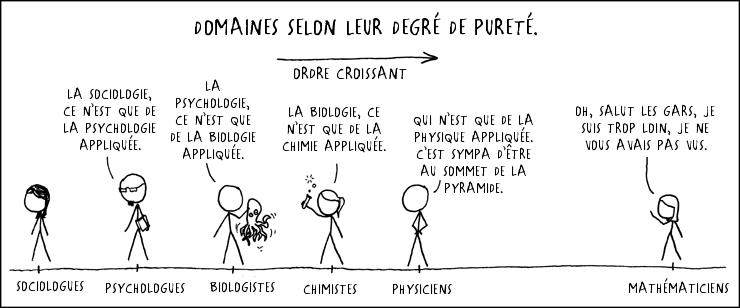 DOMAINES SELON LEUR DEGRÉ DE PURETÉ.
ORDRE CROISSANT
LA SOCIOLOGIE,
CE N'EST QUE DE
LA PSYCHOLOGIE
APPLIQUÉE.
LA
PSYCHOLOGIE,
CE N'EST QUE
DE LA BIOLOGIE
APPLIQUÉE.
LA BIOLOGIE, CE
N'EST QUE DE LA
CHIMIE APPLIQUÉE.
QUI N'EST QUE DE LA
PHYSIQUE APPLIQUÉE.
C'EST SYMPA D'ÊTRE
AU SOMMET DE LA
PYRAMIDE.
OH, SALUT LES GARS, JE
SUIS TROP LOIN, JE NE
VOUS AVAIS PAS VUS.
SOCIOLOGUES
PSYCHOLOGUES
BIOLOGISTES
CHIMISTES
PHYSICIENS
MATHÉMATICIENS